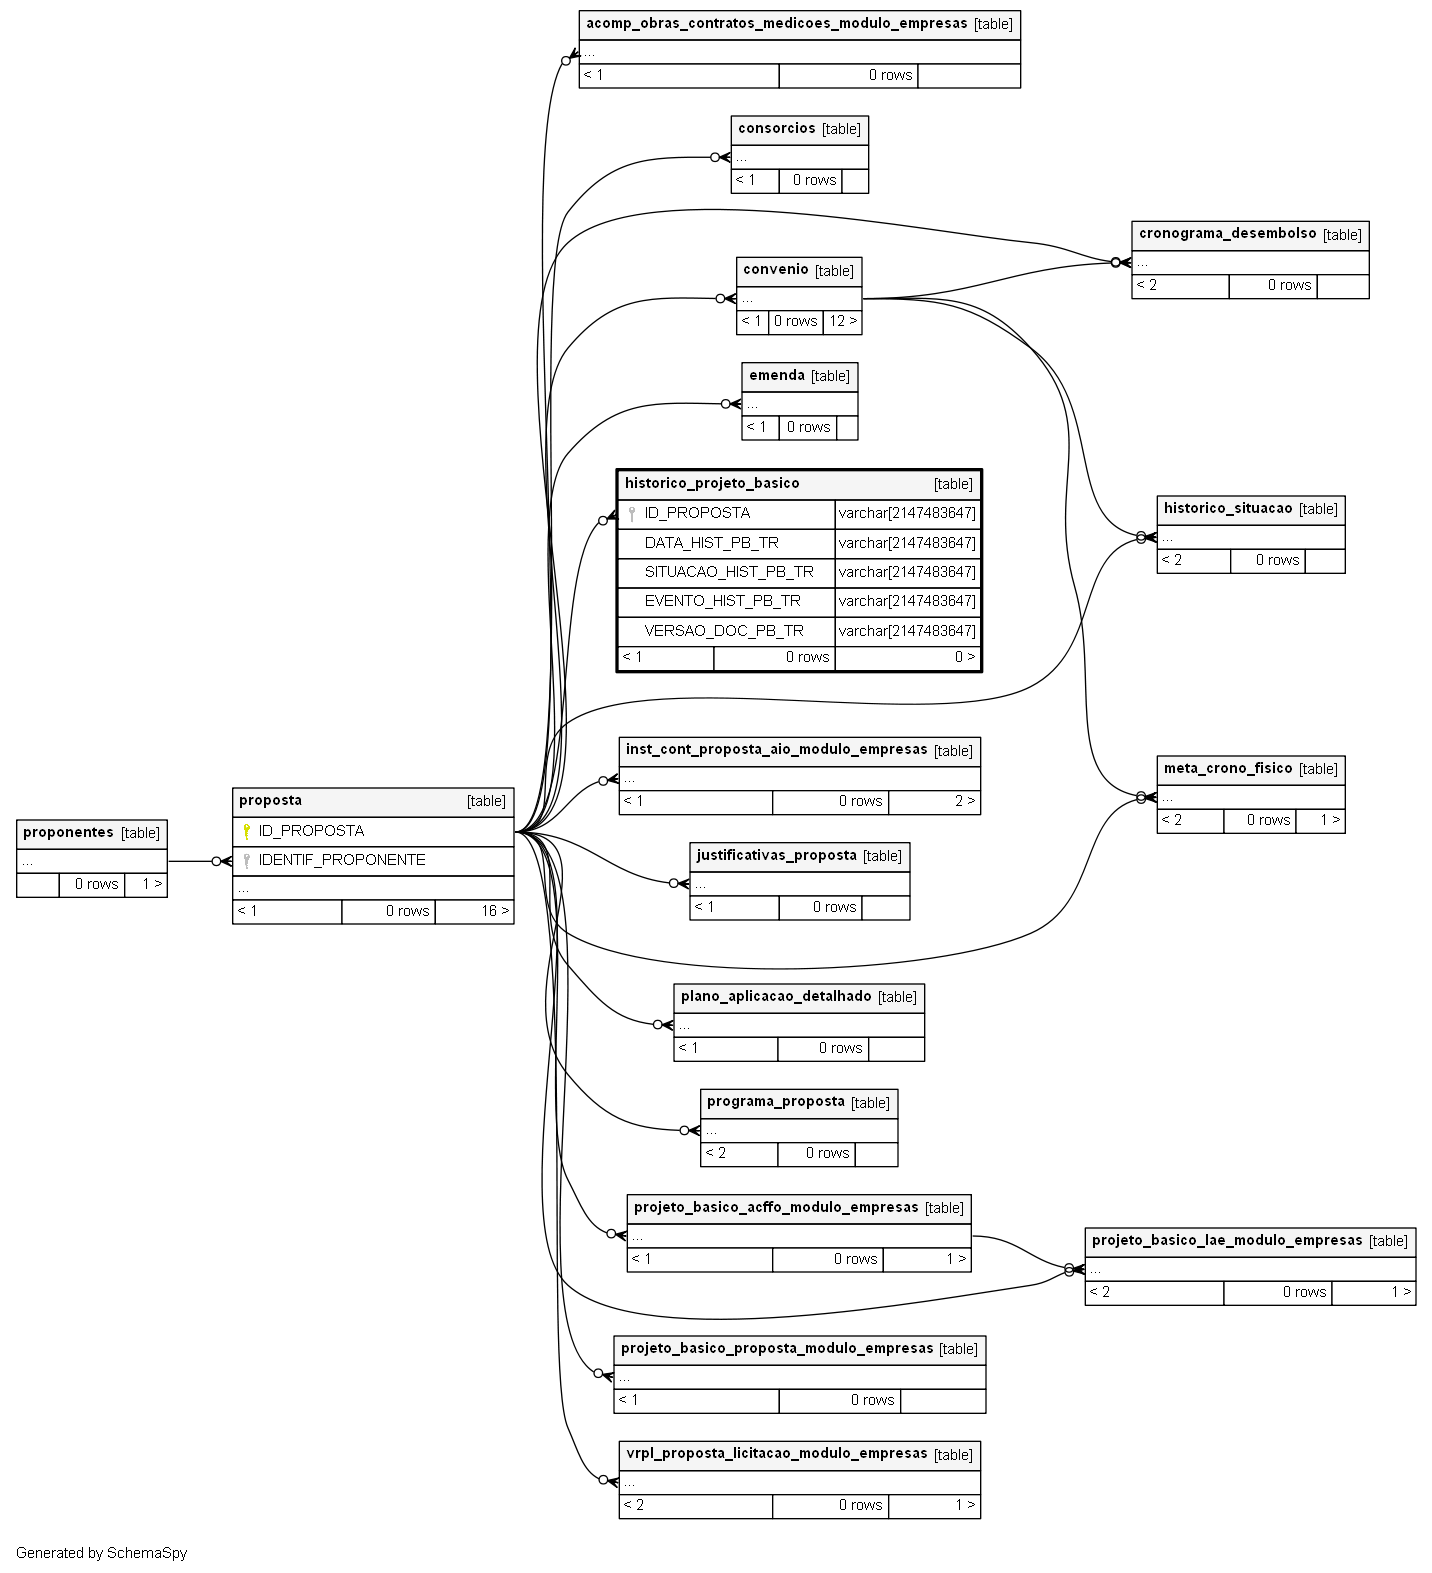 acomp_obras_contratos_medicoes_modulo_empresas [table]
...
< 1 0 rows
consorcios [table]
...
< 1 0 rows
cronograma_desembolso [table]
...
< 2 0 rows
convenio [table]
...
< 1 0 rows 12 >
emenda [table]
...
< 1 0 rows
historico_projeto_basico [table]
ID_PROPOSTA varchar[2147483647]
DATA_HIST_PB_TR varchar[2147483647]
SITUACAO_HIST_PB_TR varchar[2147483647]
EVENTO_HIST_PB_TR varchar[2147483647]
VERSAO_DOC_PB_TR varchar[2147483647]
< 1 0 rows 0 >
historico_situacao [table]
...
< 2 0 rows
inst_cont_proposta_aio_modulo_empresas [table]
...
< 1 0 rows 2 >
meta_crono_fisico [table]
...
< 2 0 rows 1 >
proponentes [table]
...
0 rows 1 >
proposta [table]
ID_PROPOSTA
IDENTIF_PROPONENTE
...
< 1 0 rows 16 >
justificativas_proposta [table]
...
< 1 0 rows
plano_aplicacao_detalhado [table]
...
< 1 0 rows
programa_proposta [table]
...
< 2 0 rows
projeto_basico_acffo_modulo_empresas [table]
...
< 1 0 rows 1 >
projeto_basico_lae_modulo_empresas [table]
...
< 2 0 rows 1 >
projeto_basico_proposta_modulo_empresas [table]
...
< 1 0 rows
vrpl_proposta_licitacao_modulo_empresas [table]
...
< 2 0 rows 1 >
Generated by SchemaSpy